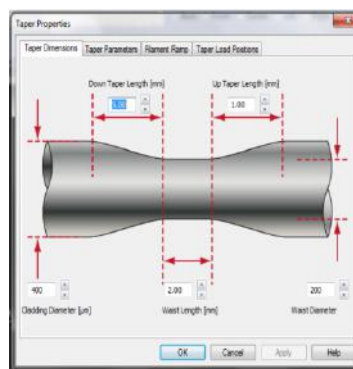 Taper Properties
Taper Dimensions Taper Parameters Filament Ramp Taper Load Positions
Down Taper Length [mm] Up Taper Length [mm]
5.00 1.00
400 2.00 200
Cladding Diameter [µm] Waist Length [mm] Waist Diameter
OK Cancel Apply Help